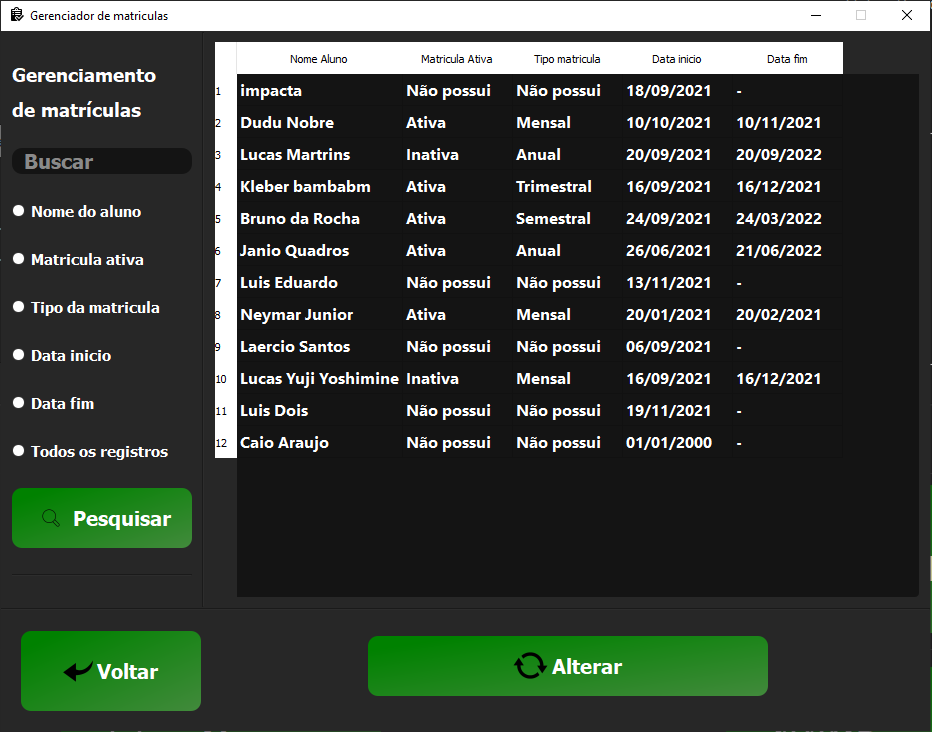 Gerenciador de matriculas
Gerenciamento
de matrículas
Buscar
Nome do aluno
Matricula ativa
Tipo da matricula
Data inicio
Data fim
Todos os registros
Pesquisar
Nome Aluno Matricula Ativa Tipo matricula Data inicio Data fim
1 impacta Não possui Não possui 18/09/2021 -
2 Dudu Nobre Ativa Mensal 10/10/2021 10/11/2021
3 Lucas Martrins Inativa Anual 20/09/2021 20/09/2022
4 Kleber bambabm Ativa Trimestral 16/09/2021 16/12/2021
5 Bruno da Rocha Ativa Semestral 24/09/2021 24/03/2022
6 Janio Quadros Ativa Anual 26/06/2021 21/06/2022
7 Luis Eduardo Não possui Não possui 13/11/2021 -
8 Neymar Junior Ativa Mensal 20/01/2021 20/02/2021
9 Laercio Santos Não possui Não possui 06/09/2021 -
10 Lucas Yuji Yoshimine Inativa Mensal 16/09/2021 16/12/2021
11 Luis Dois Não possui Não possui 19/11/2021 -
12 Caio Araujo Não possui Não possui 01/01/2000 -
Voltar
Alterar